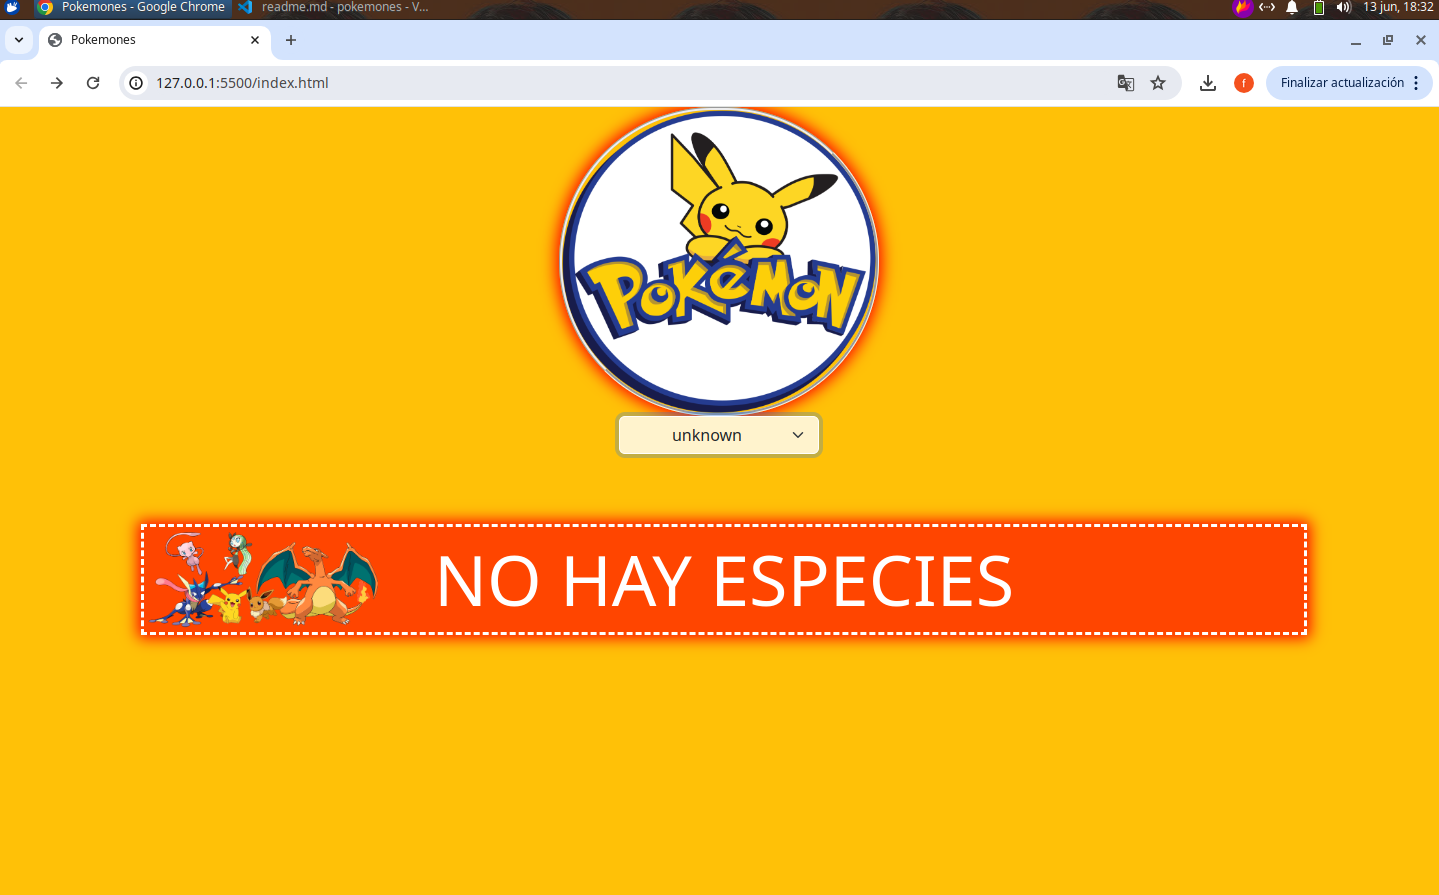 Pokemones - Google Chrome
readme.md - pokemones - V...
13 jun, 18:32
Pokemones
127.0.0.1:5500/index.html
f
Finalizar actualización
POKéMON
unknown
NO HAY ESPECIES